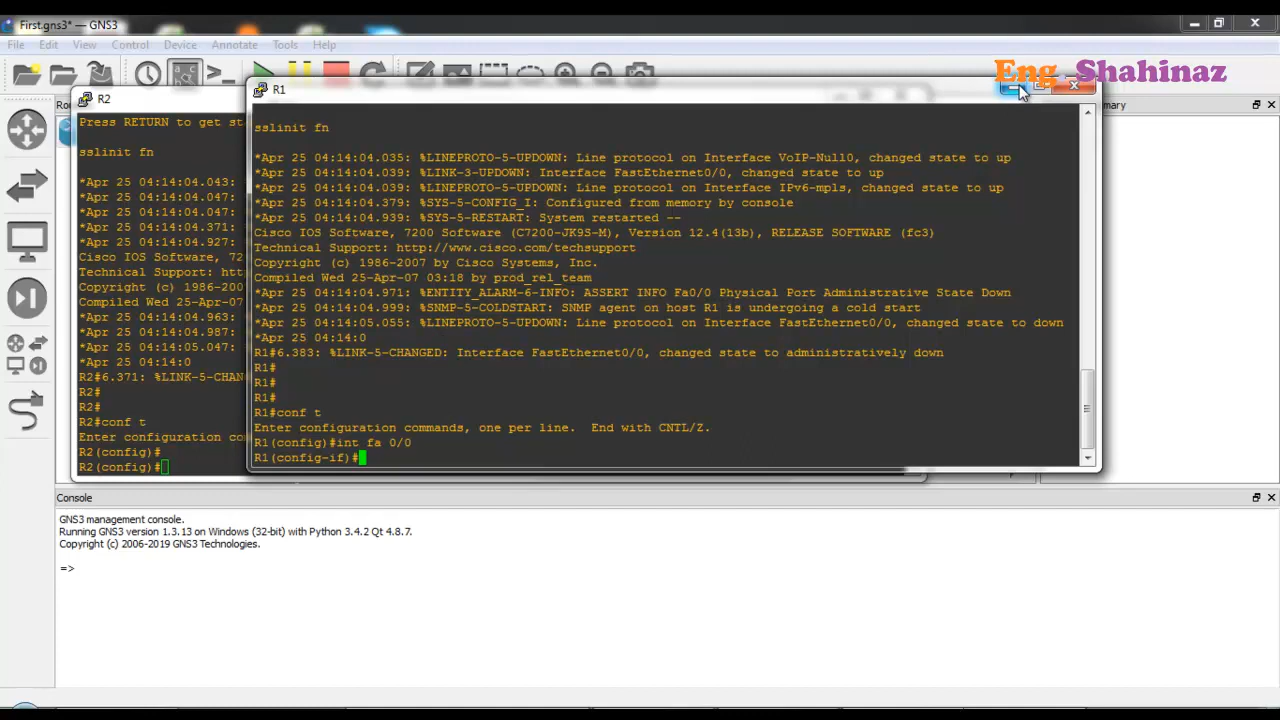 First.gns3* — GNS3
File Edit View Control Device Annotate Tools Help
Eng Shahinaz
R2
Press RETURN to get st
sslinit fn
*Apr 25 04:14:04.043:
*Apr 25 04:14:04.047:
*Apr 25 04:14:04.047:
*Apr 25 04:14:04.371:
*Apr 25 04:14:04.927:
Cisco IOS Software, 72
Technical Support: htt
Copyright (c) 1986-200
Compiled Wed 25-Apr-07
*Apr 25 04:14:04.963:
*Apr 25 04:14:04.987:
*Apr 25 04:14:05.047:
*Apr 25 04:14:0
R2#6.371: %LINK-5-CHAN
R2#
R2#
R2#conf t
Enter configuration co
R2(config)#
R2(config)#
R1
sslinit fn
*Apr 25 04:14:04.035: %LINEPROTO-5-UPDOWN: Line protocol on Interface VoIP-Null0, changed state to up
*Apr 25 04:14:04.039: %LINK-3-UPDOWN: Interface FastEthernet0/0, changed state to up
*Apr 25 04:14:04.039: %LINEPROTO-5-UPDOWN: Line protocol on Interface IPv6-mpls, changed state to up
*Apr 25 04:14:04.379: %SYS-5-CONFIG_I: Configured from memory by console
*Apr 25 04:14:04.939: %SYS-5-RESTART: System restarted --
Cisco IOS Software, 7200 Software (C7200-JK9S-M), Version 12.4(13b), RELEASE SOFTWARE (fc3)
Technical Support: http://www.cisco.com/techsupport
Copyright (c) 1986-2007 by Cisco Systems, Inc.
Compiled Wed 25-Apr-07 03:18 by prod_rel_team
*Apr 25 04:14:04.971: %ENTITY_ALARM-6-INFO: ASSERT INFO Fa0/0 Physical Port Administrative State Down
*Apr 25 04:14:04.999: %SNMP-5-COLDSTART: SNMP agent on host R1 is undergoing a cold start
*Apr 25 04:14:05.055: %LINEPROTO-5-UPDOWN: Line protocol on Interface FastEthernet0/0, changed state to down
*Apr 25 04:14:0
R1#6.383: %LINK-5-CHANGED: Interface FastEthernet0/0, changed state to administratively down
R1#
R1#
R1#
R1#conf t
Enter configuration commands, one per line. End with CNTL/Z.
R1(config)#int fa 0/0
R1(config-if)#
Console
GNS3 management console.
Running GNS3 version 1.3.13 on Windows (32-bit) with Python 3.4.2 Qt 4.8.7.
Copyright (c) 2006-2019 GNS3 Technologies.
=>